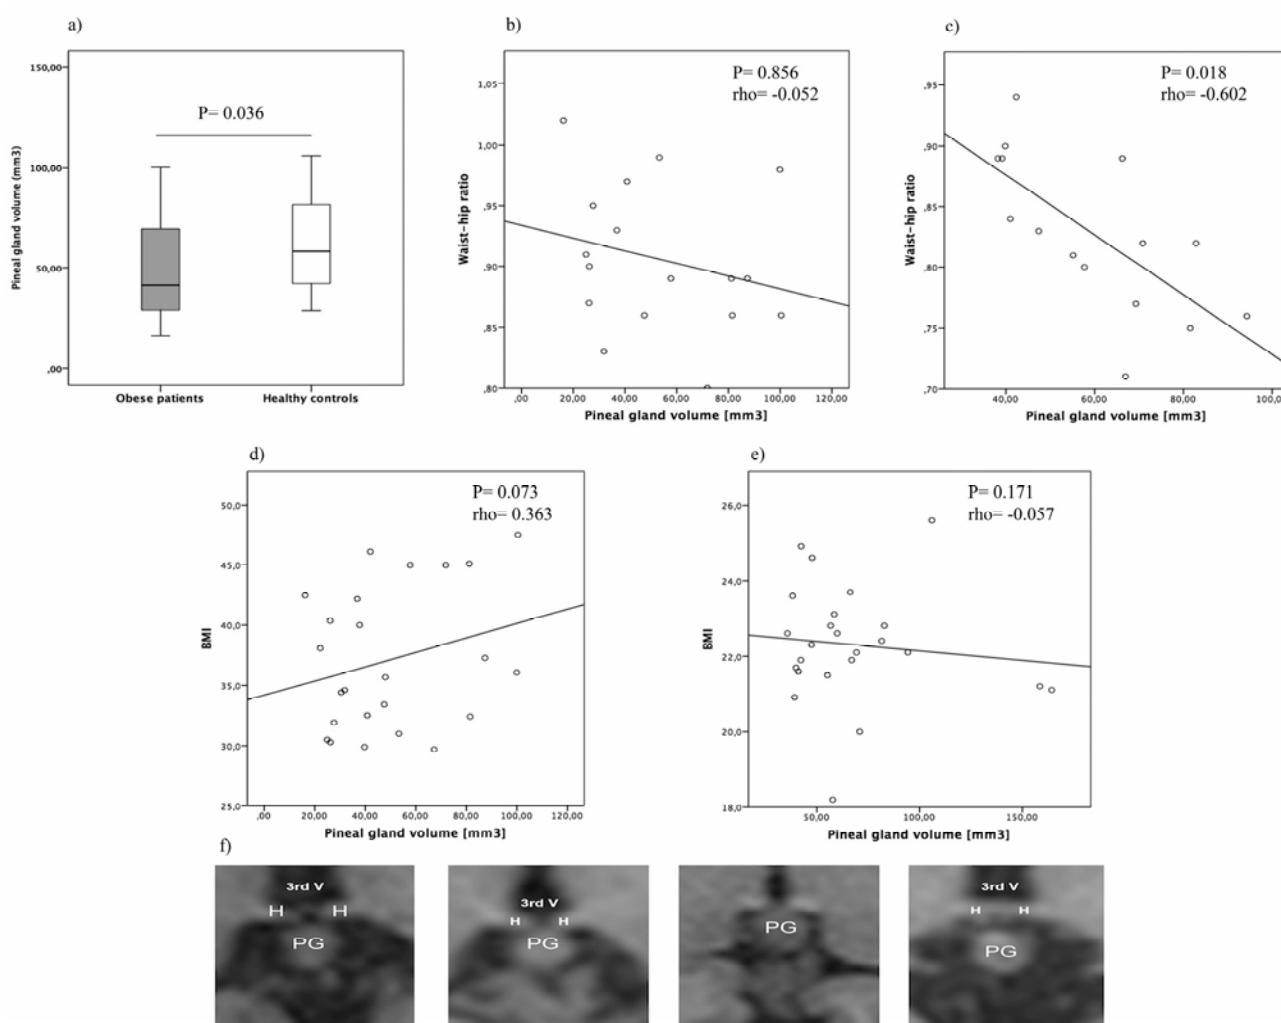 a)
150,00
100,00
50,00
,00
Pineal gland volume (mm3)
P= 0.036
Obese patients
Healthy controls
b)
1,05
1,00
,95
,90
,85
,80
Waist-hip ratio
P= 0.856
rho= -0.052
,00 20,00 40,00 60,00 80,00 100,00 120,00
Pineal gland volume [mm3]
c)
,95
,90
,85
,80
,75
,70
Waist-hip ratio
P= 0.018
rho= -0.602
40,00 60,00 80,00 100,0
Pineal gland volume [mm3]
d)
50,0
45,0
40,0
35,0
30,0
25,0
BMI
P= 0.073
rho= 0.363
,00 20,00 40,00 60,00 80,00 100,00 120,00
Pineal gland volume [mm3]
e)
26,0
24,0
22,0
20,0
18,0
BMI
P= 0.171
rho= -0.057
50,00 100,00 150,00
Pineal gland volume [mm3]
f)
3rd V
H H
PG
3rd V
H H
PG
PG
3rd V
H H
PG